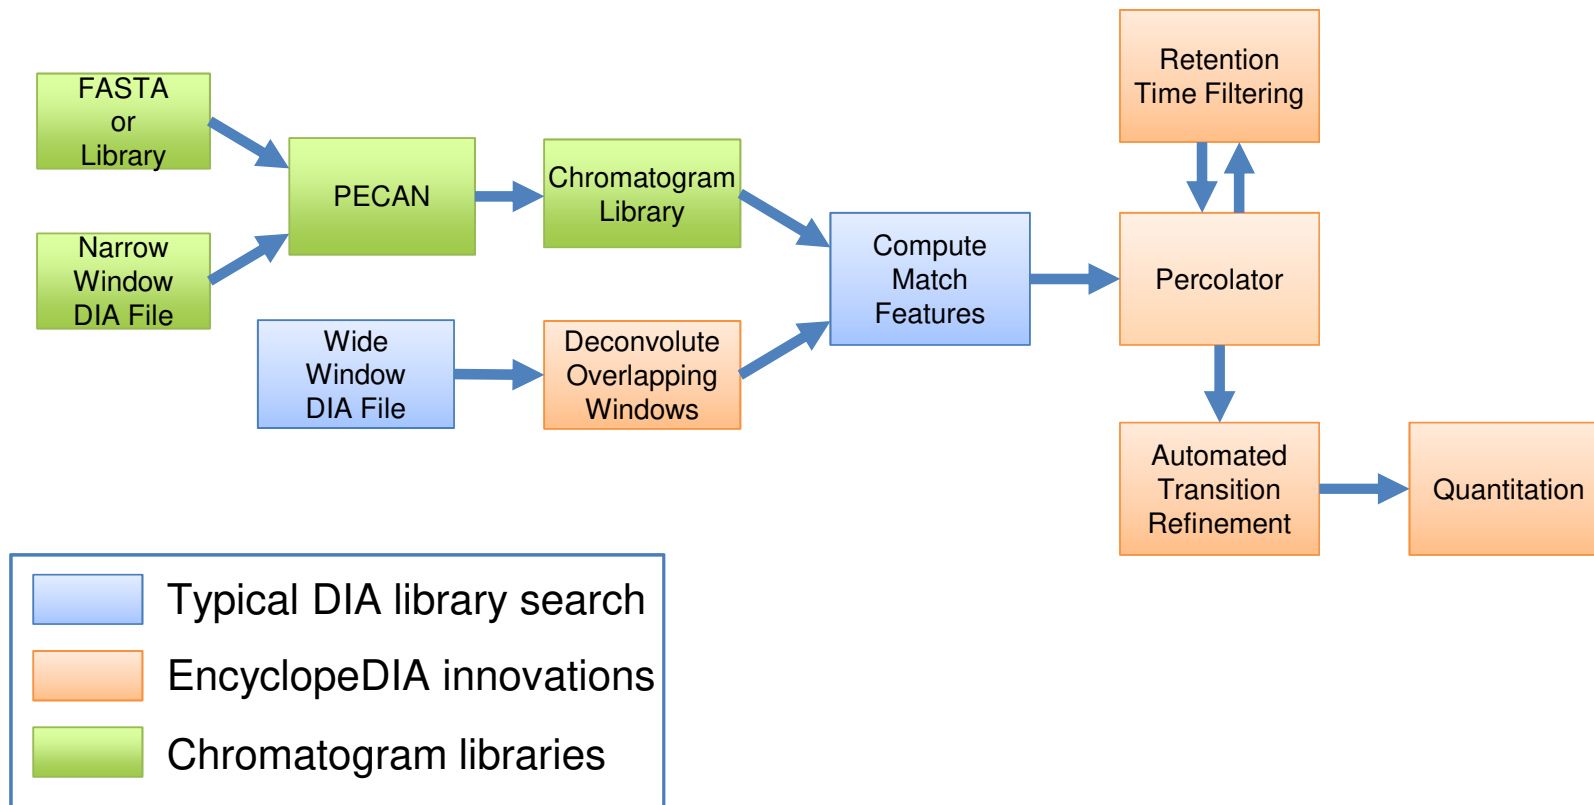 FASTA
or
Library
Narrow
Window
DIA File
PECAN
Chromatogram
Library
Wide
Window
DIA File
Deconvolute
Overlapping
Windows
Compute
Match
Features
Retention
Time Filtering
Percolator
Automated
Transition
Refinement
Quantitation
Typical DIA library search
EncyclopeDIA innovations
Chromatogram libraries